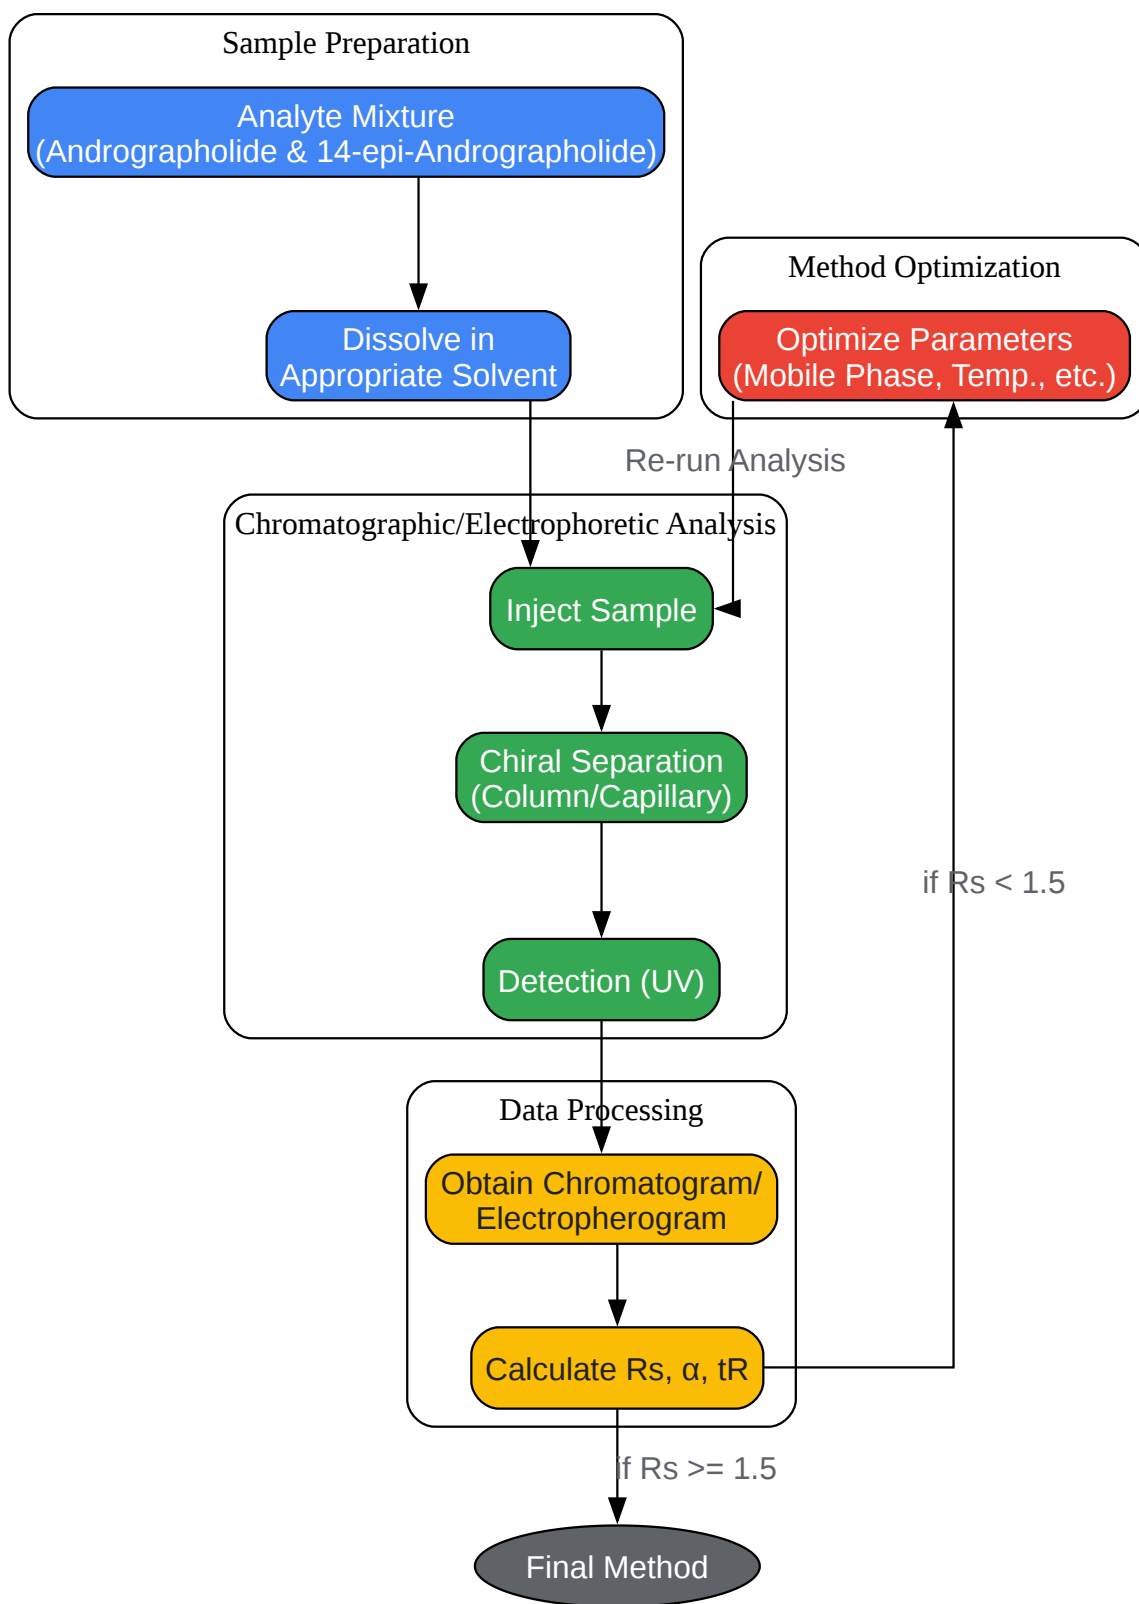 Sample Preparation
Analyte Mixture
(Andrographolide & 14-epi-Andrographolide)
Dissolve in
Appropriate Solvent
Method Optimization
Optimize Parameters
(Mobile Phase, Temp., etc.)
Re-run Analysis
Chromatographic/Electrophoretic Analysis
Inject Sample
Chiral Separation
(Column/Capillary)
if Rs < 1.5
Detection (UV)
Data Processing
Obtain Chromatogram/
Electropherogram
Calculate Rs, α, tR
if Rs >= 1.5
Final Method